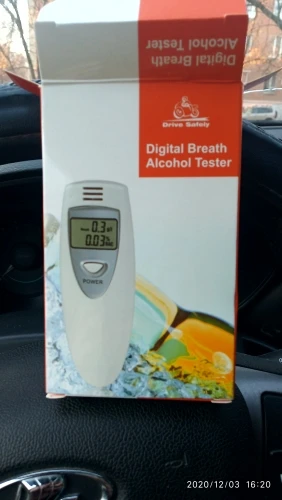 Digital Breath
Alcohol Tester
Drive Safety
Digital Breath
Alcohol Tester
0.3
0.03%
POWER
2020/12/03 16:20